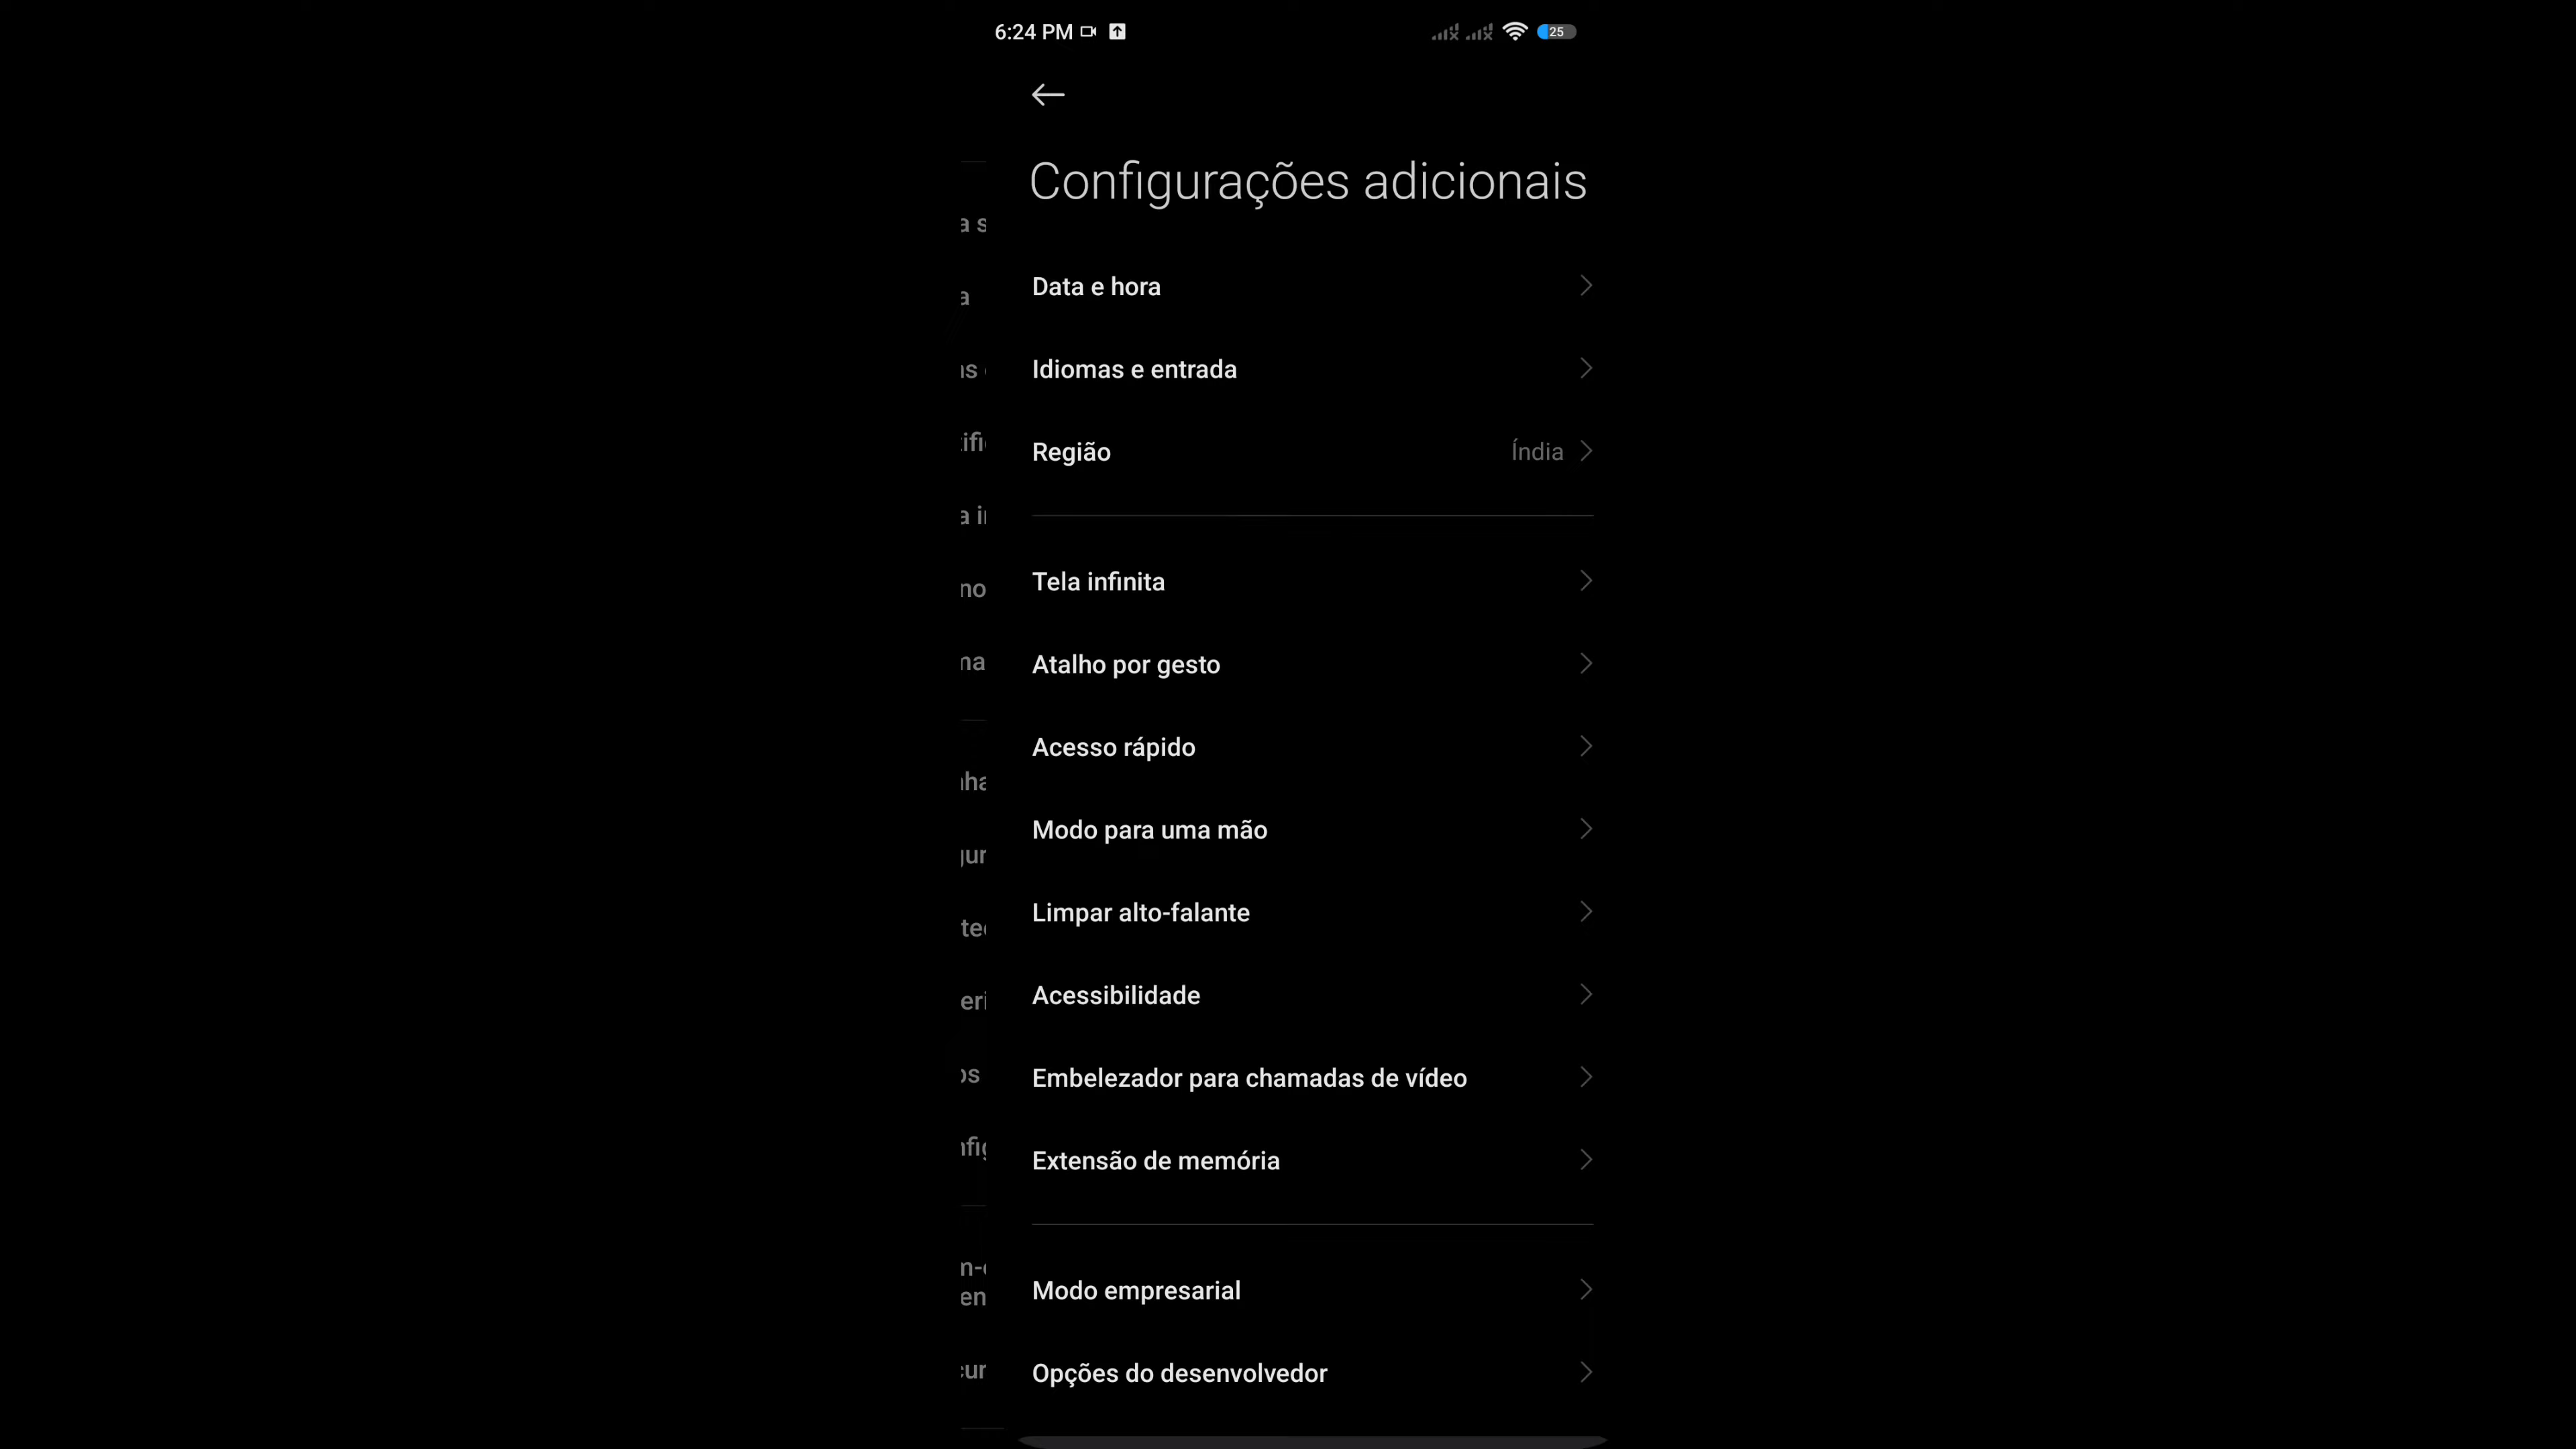 6:24 PM
25
Configurações adicionais
Data e hora
Idiomas e entrada
Região Índia
Tela infinita
Atalho por gesto
Acesso rápido
Modo para uma mão
Limpar alto-falante
Acessibilidade
Embelezador para chamadas de vídeo
Extensão de memória
Modo empresarial
Opções do desenvolvedor